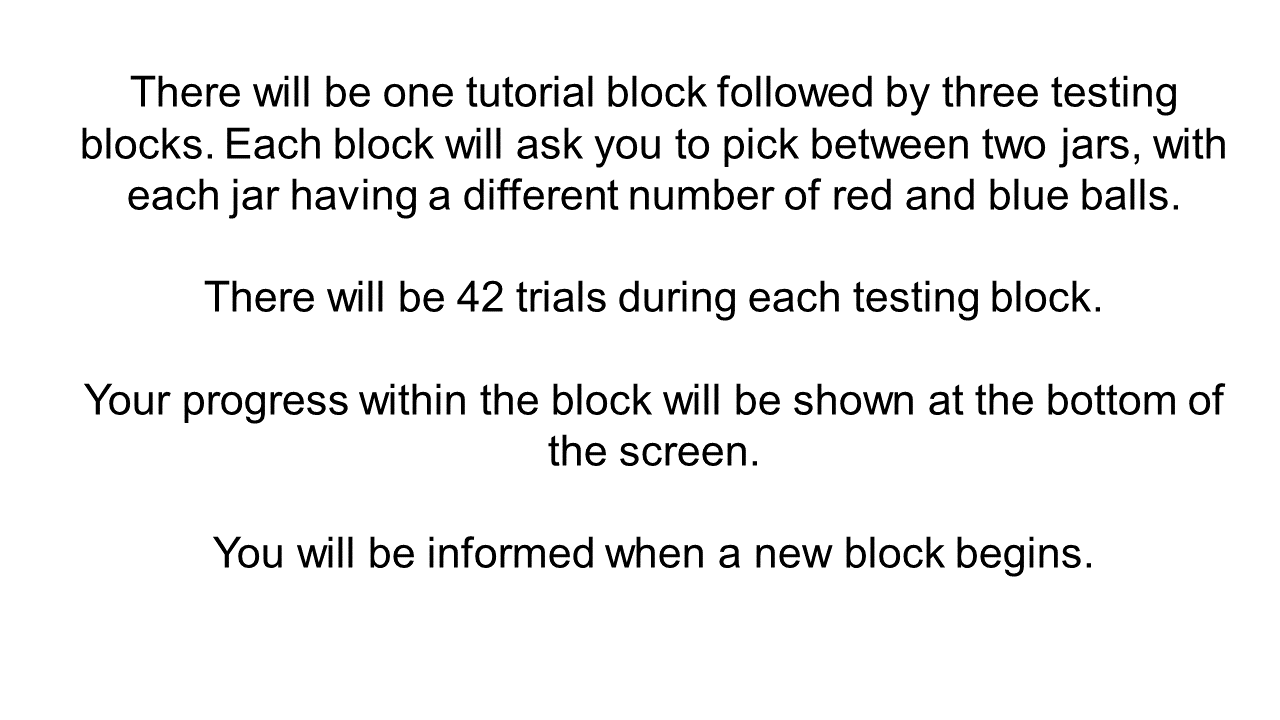 There will be one tutorial block followed by three testing
blocks. Each block will ask you to pick between two jars, with
each jar having a different number of red and blue balls.
There will be 42 trials during each testing block.
Your progress within the block will be shown at the bottom of
the screen.
You will be informed when a new block begins.